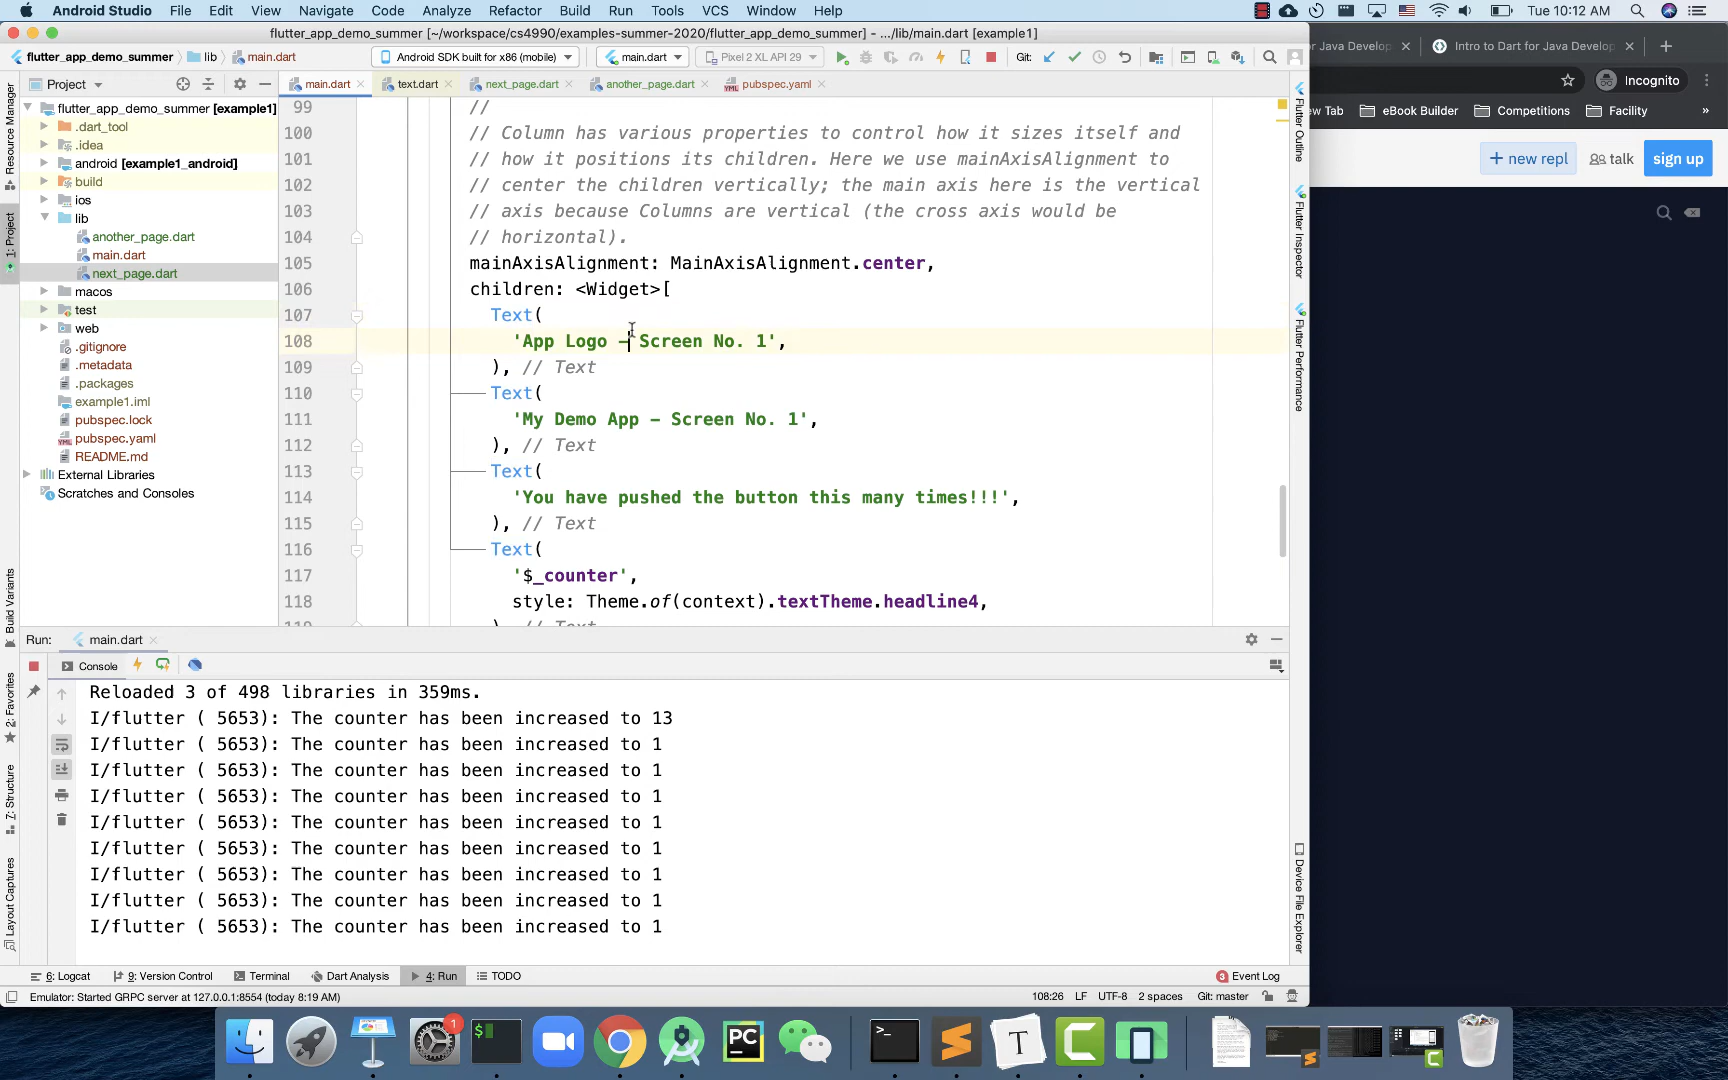 Android Studio File Edit View Navigate Code Analyze Refactor Build Run Tools VCS Window Help Tue 10:12 AM
flutter_app_demo_summer [~/workspace/cs4990/examples-summer-2020/flutter_app_demo_summer] - .../lib/main.dart [example1]
or Java Develop Intro to Dart for Java Develop
flutter_app_demo_summer lib main.dart Android SDK built for x86 (mobile) main.dart Pixel 2 XL API 29 Git:
Incognito
Project main.dart text.dart next_page.dart another_page.dart pubspec.yaml
w Tab eBook Builder Competitions Facility »
+ new repl talk sign up
Resource Manager
1: Project
Build Variants
2: Favorites
7: Structure
Layout Captures
flutter_app_demo_summer [example1]
.dart_tool
.idea
android [example1_android]
build
ios
lib
another_page.dart
main.dart
next_page.dart
macos
test
web
.gitignore
.metadata
.packages
example1.iml
pubspec.lock
pubspec.yaml
README.md
External Libraries
Scratches and Consoles
99 //
100 // Column has various properties to control how it sizes itself and
101 // how it positions its children. Here we use mainAxisAlignment to
102 // center the children vertically; the main axis here is the vertical
103 // axis because Columns are vertical (the cross axis would be
104 // horizontal).
105 mainAxisAlignment: MainAxisAlignment.center,
106 children: <Widget>[
107 Text(
108 'App Logo - Screen No. 1',
109 ), // Text
110 Text(
111 'My Demo App - Screen No. 1',
112 ), // Text
113 Text(
114 'You have pushed the button this many times!!!',
115 ), // Text
116 Text(
117 '$_counter',
118 style: Theme.of(context).textTheme.headline4,
119 ), // Text
Flutter Outline
Flutter Inspector
Flutter Performance
Device File Explorer
Run: main.dart
Console
Reloaded 3 of 498 libraries in 359ms.
I/flutter ( 5653): The counter has been increased to 13
I/flutter ( 5653): The counter has been increased to 1
I/flutter ( 5653): The counter has been increased to 1
I/flutter ( 5653): The counter has been increased to 1
I/flutter ( 5653): The counter has been increased to 1
I/flutter ( 5653): The counter has been increased to 1
I/flutter ( 5653): The counter has been increased to 1
I/flutter ( 5653): The counter has been increased to 1
I/flutter ( 5653): The counter has been increased to 1
6: Logcat 9: Version Control Terminal Dart Analysis 4: Run TODO 3 Event Log
Emulator: Started GRPC server at 127.0.0.1:8554 (today 8:19 AM) 108:26 LF UTF-8 2 spaces Git: master
1 $ PC >_ T C